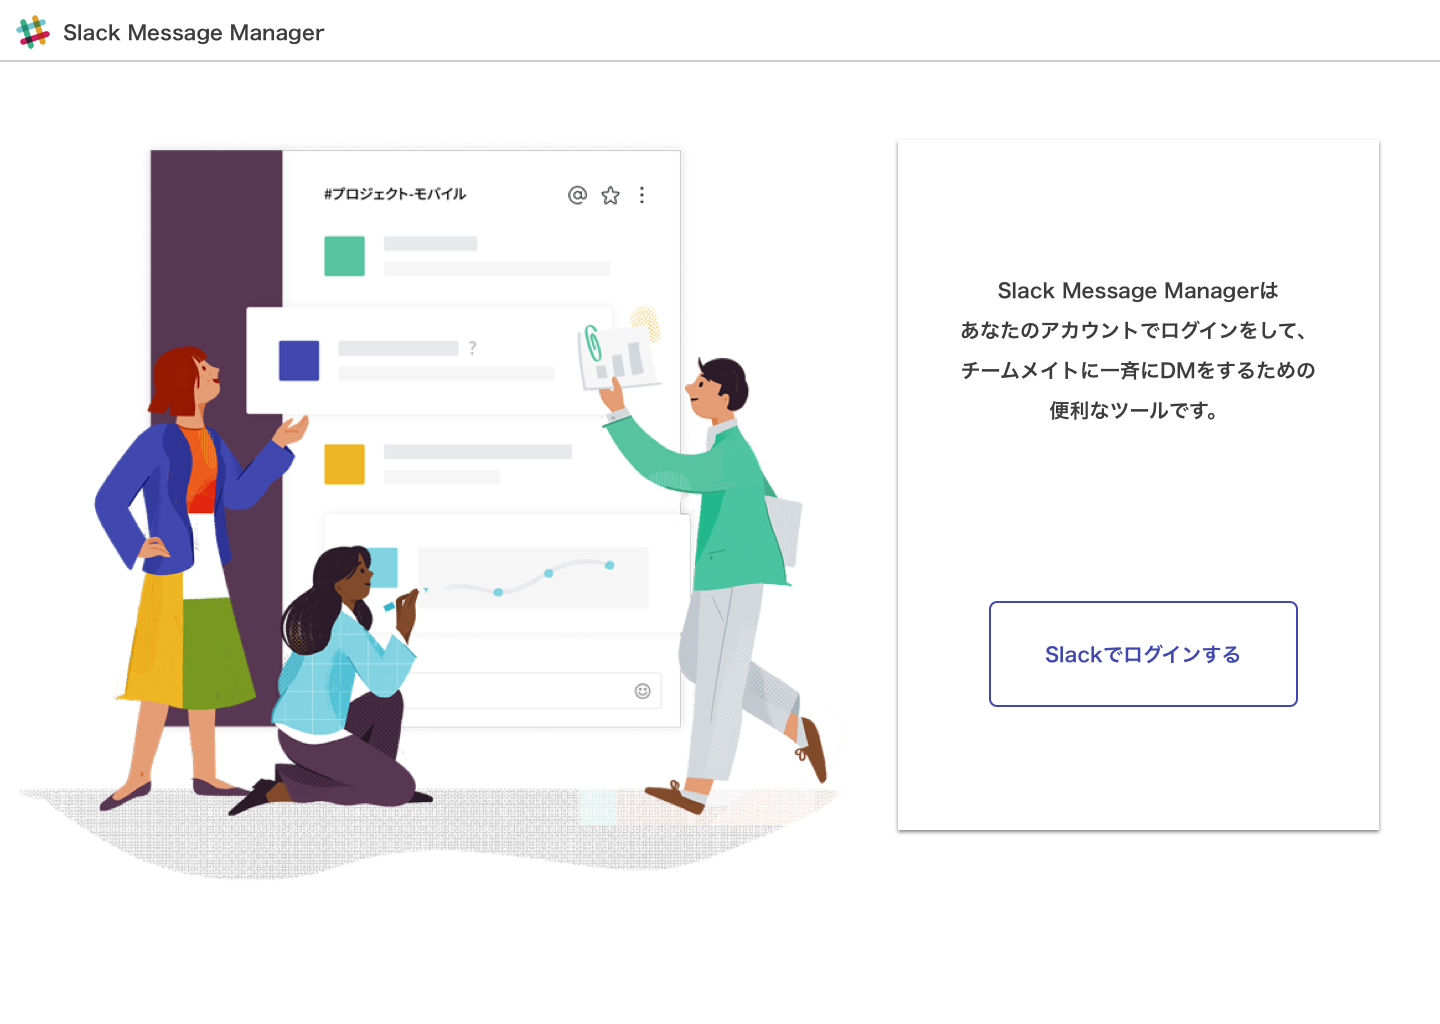 Slack Message Manager
#プロジェクト-モバイル
?
Slack Message Managerは
あなたのアカウントでログインをして、
チームメイトに一斉にDMをするための
便利なツールです。
Slackでログインする